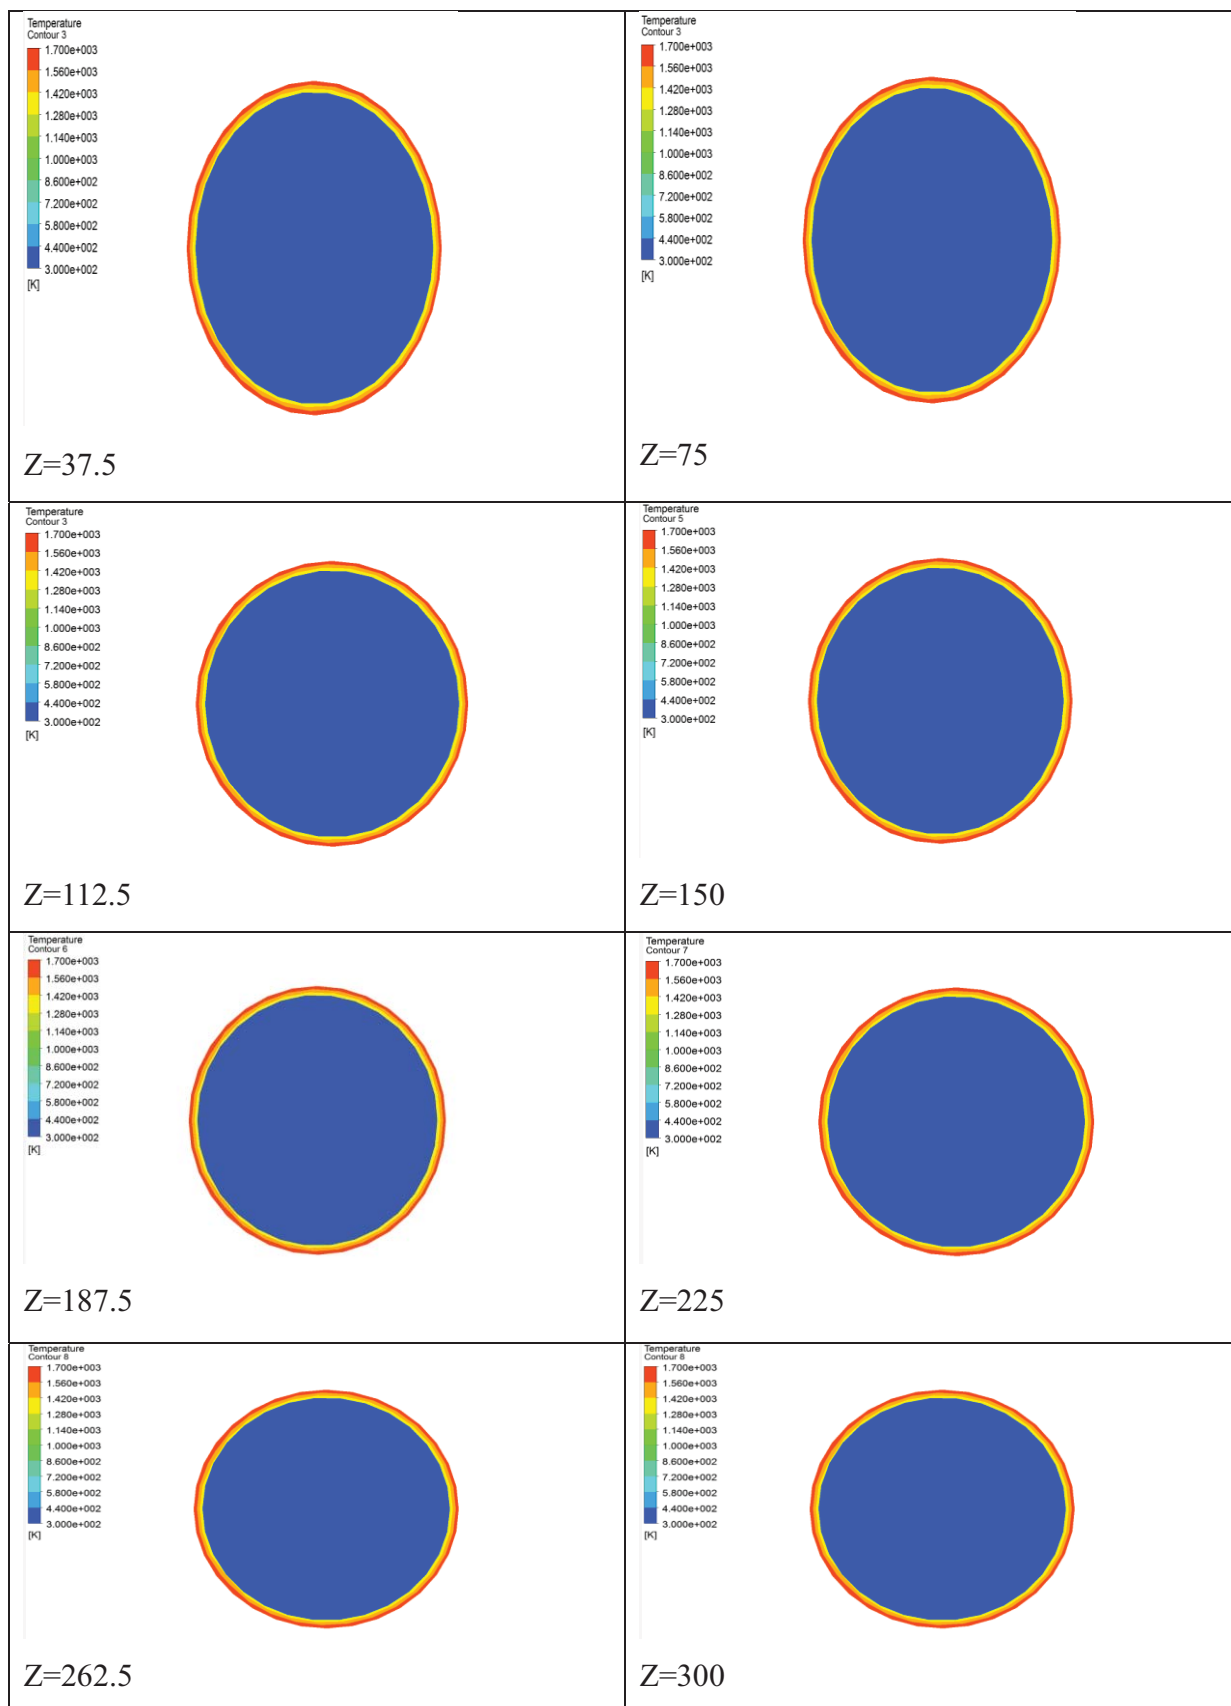 Temperature
Contour 3
1.700e+003
1.560e+003
1.420e+003
1.280e+003
1.140e+003
1.000e+003
8.600e+002
7.200e+002
5.800e+002
4.400e+002
3.000e+002
[K]
Z=37.5
Temperature
Contour 3
1.700e+003
1.560e+003
1.420e+003
1.280e+003
1.140e+003
1.000e+003
8.600e+002
7.200e+002
5.800e+002
4.400e+002
3.000e+002
[K]
Z=75
Temperature
Contour 3
1.700e+003
1.560e+003
1.420e+003
1.280e+003
1.140e+003
1.000e+003
8.600e+002
7.200e+002
5.800e+002
4.400e+002
3.000e+002
[K]
Z=112.5
Temperature
Contour 5
1.700e+003
1.560e+003
1.420e+003
1.280e+003
1.140e+003
1.000e+003
8.600e+002
7.200e+002
5.800e+002
4.400e+002
3.000e+002
[K]
Z=150
Temperature
Contour 6
1.700e+003
1.560e+003
1.420e+003
1.280e+003
1.140e+003
1.000e+003
8.600e+002
7.200e+002
5.800e+002
4.400e+002
3.000e+002
[K]
Z=187.5
Temperature
Contour 7
1.700e+003
1.560e+003
1.420e+003
1.280e+003
1.140e+003
1.000e+003
8.600e+002
7.200e+002
5.800e+002
4.400e+002
3.000e+002
[K]
Z=225
Temperature
Contour 8
1.700e+003
1.560e+003
1.420e+003
1.280e+003
1.140e+003
1.000e+003
8.600e+002
7.200e+002
5.800e+002
4.400e+002
3.000e+002
[K]
Z=262.5
Temperature
Contour 8
1.700e+003
1.560e+003
1.420e+003
1.280e+003
1.140e+003
1.000e+003
8.600e+002
7.200e+002
5.800e+002
4.400e+002
3.000e+002
[K]
Z=300